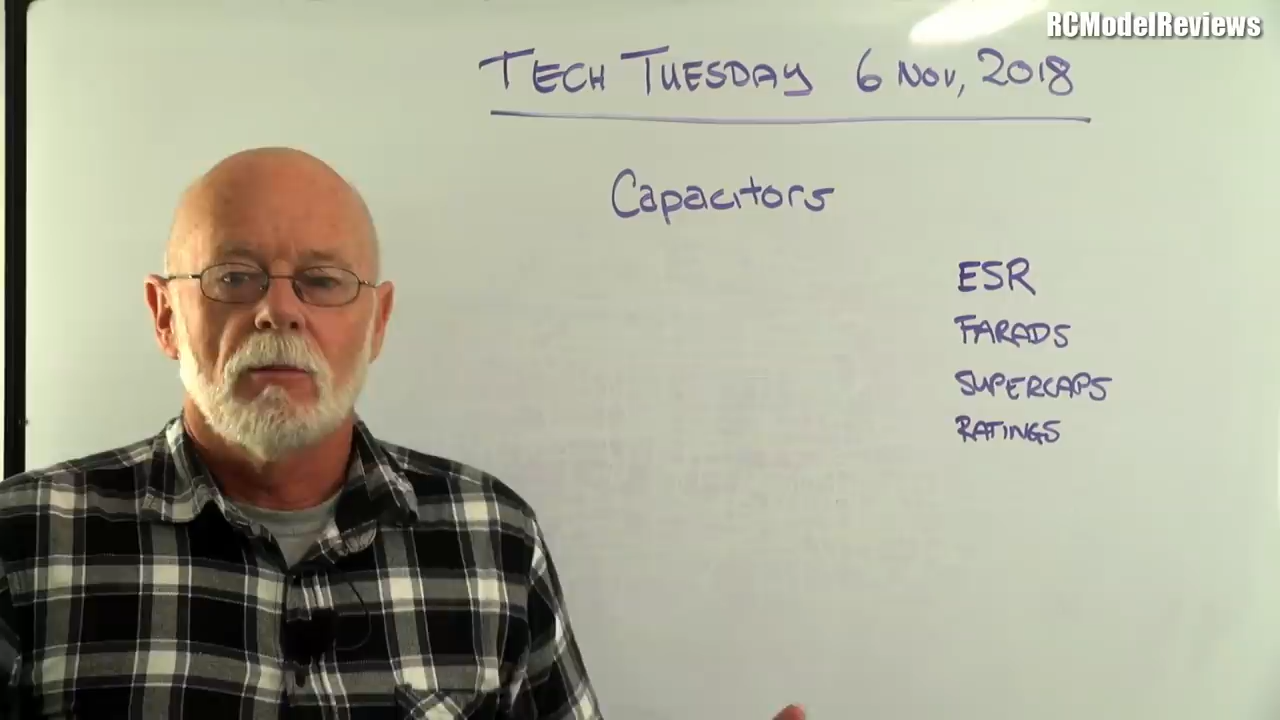 RCModelReviews
TECH TUESDAY 6 NOV, 2018
Capacitors
ESR
FARADS
SUPERCAPS
RATINGS